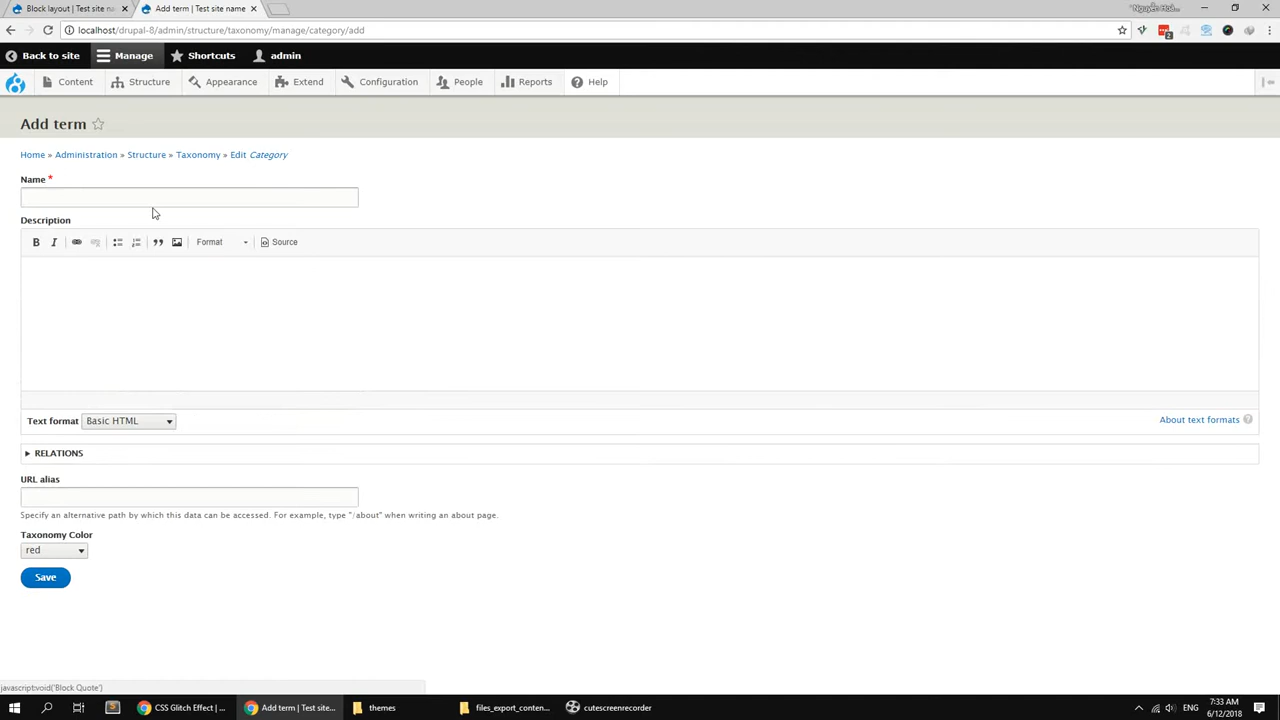 Block layout | Test site n
Add term | Test site name
localhost/drupal-8/admin/structure/taxonomy/manage/category/add
Back to site
Manage
Shortcuts
admin
Content
Structure
Appearance
Extend
Configuration
People
Reports
Help
Add term
Home » Administration » Structure » Taxonomy » Edit Category
Name *
Description
B I Format Source
Text format Basic HTML
About text formats ?
RELATIONS
URL alias
Specify an alternative path by which this data can be accessed. For example, type "/about" when writing an about page.
Taxonomy Color
red
Save
javascript:void('Block Quote')
CSS Glitch Effect | ...
Add term | Test site...
themes
files_export_conten...
cutescreenrecorder
ENG
7:33 AM
6/12/2018